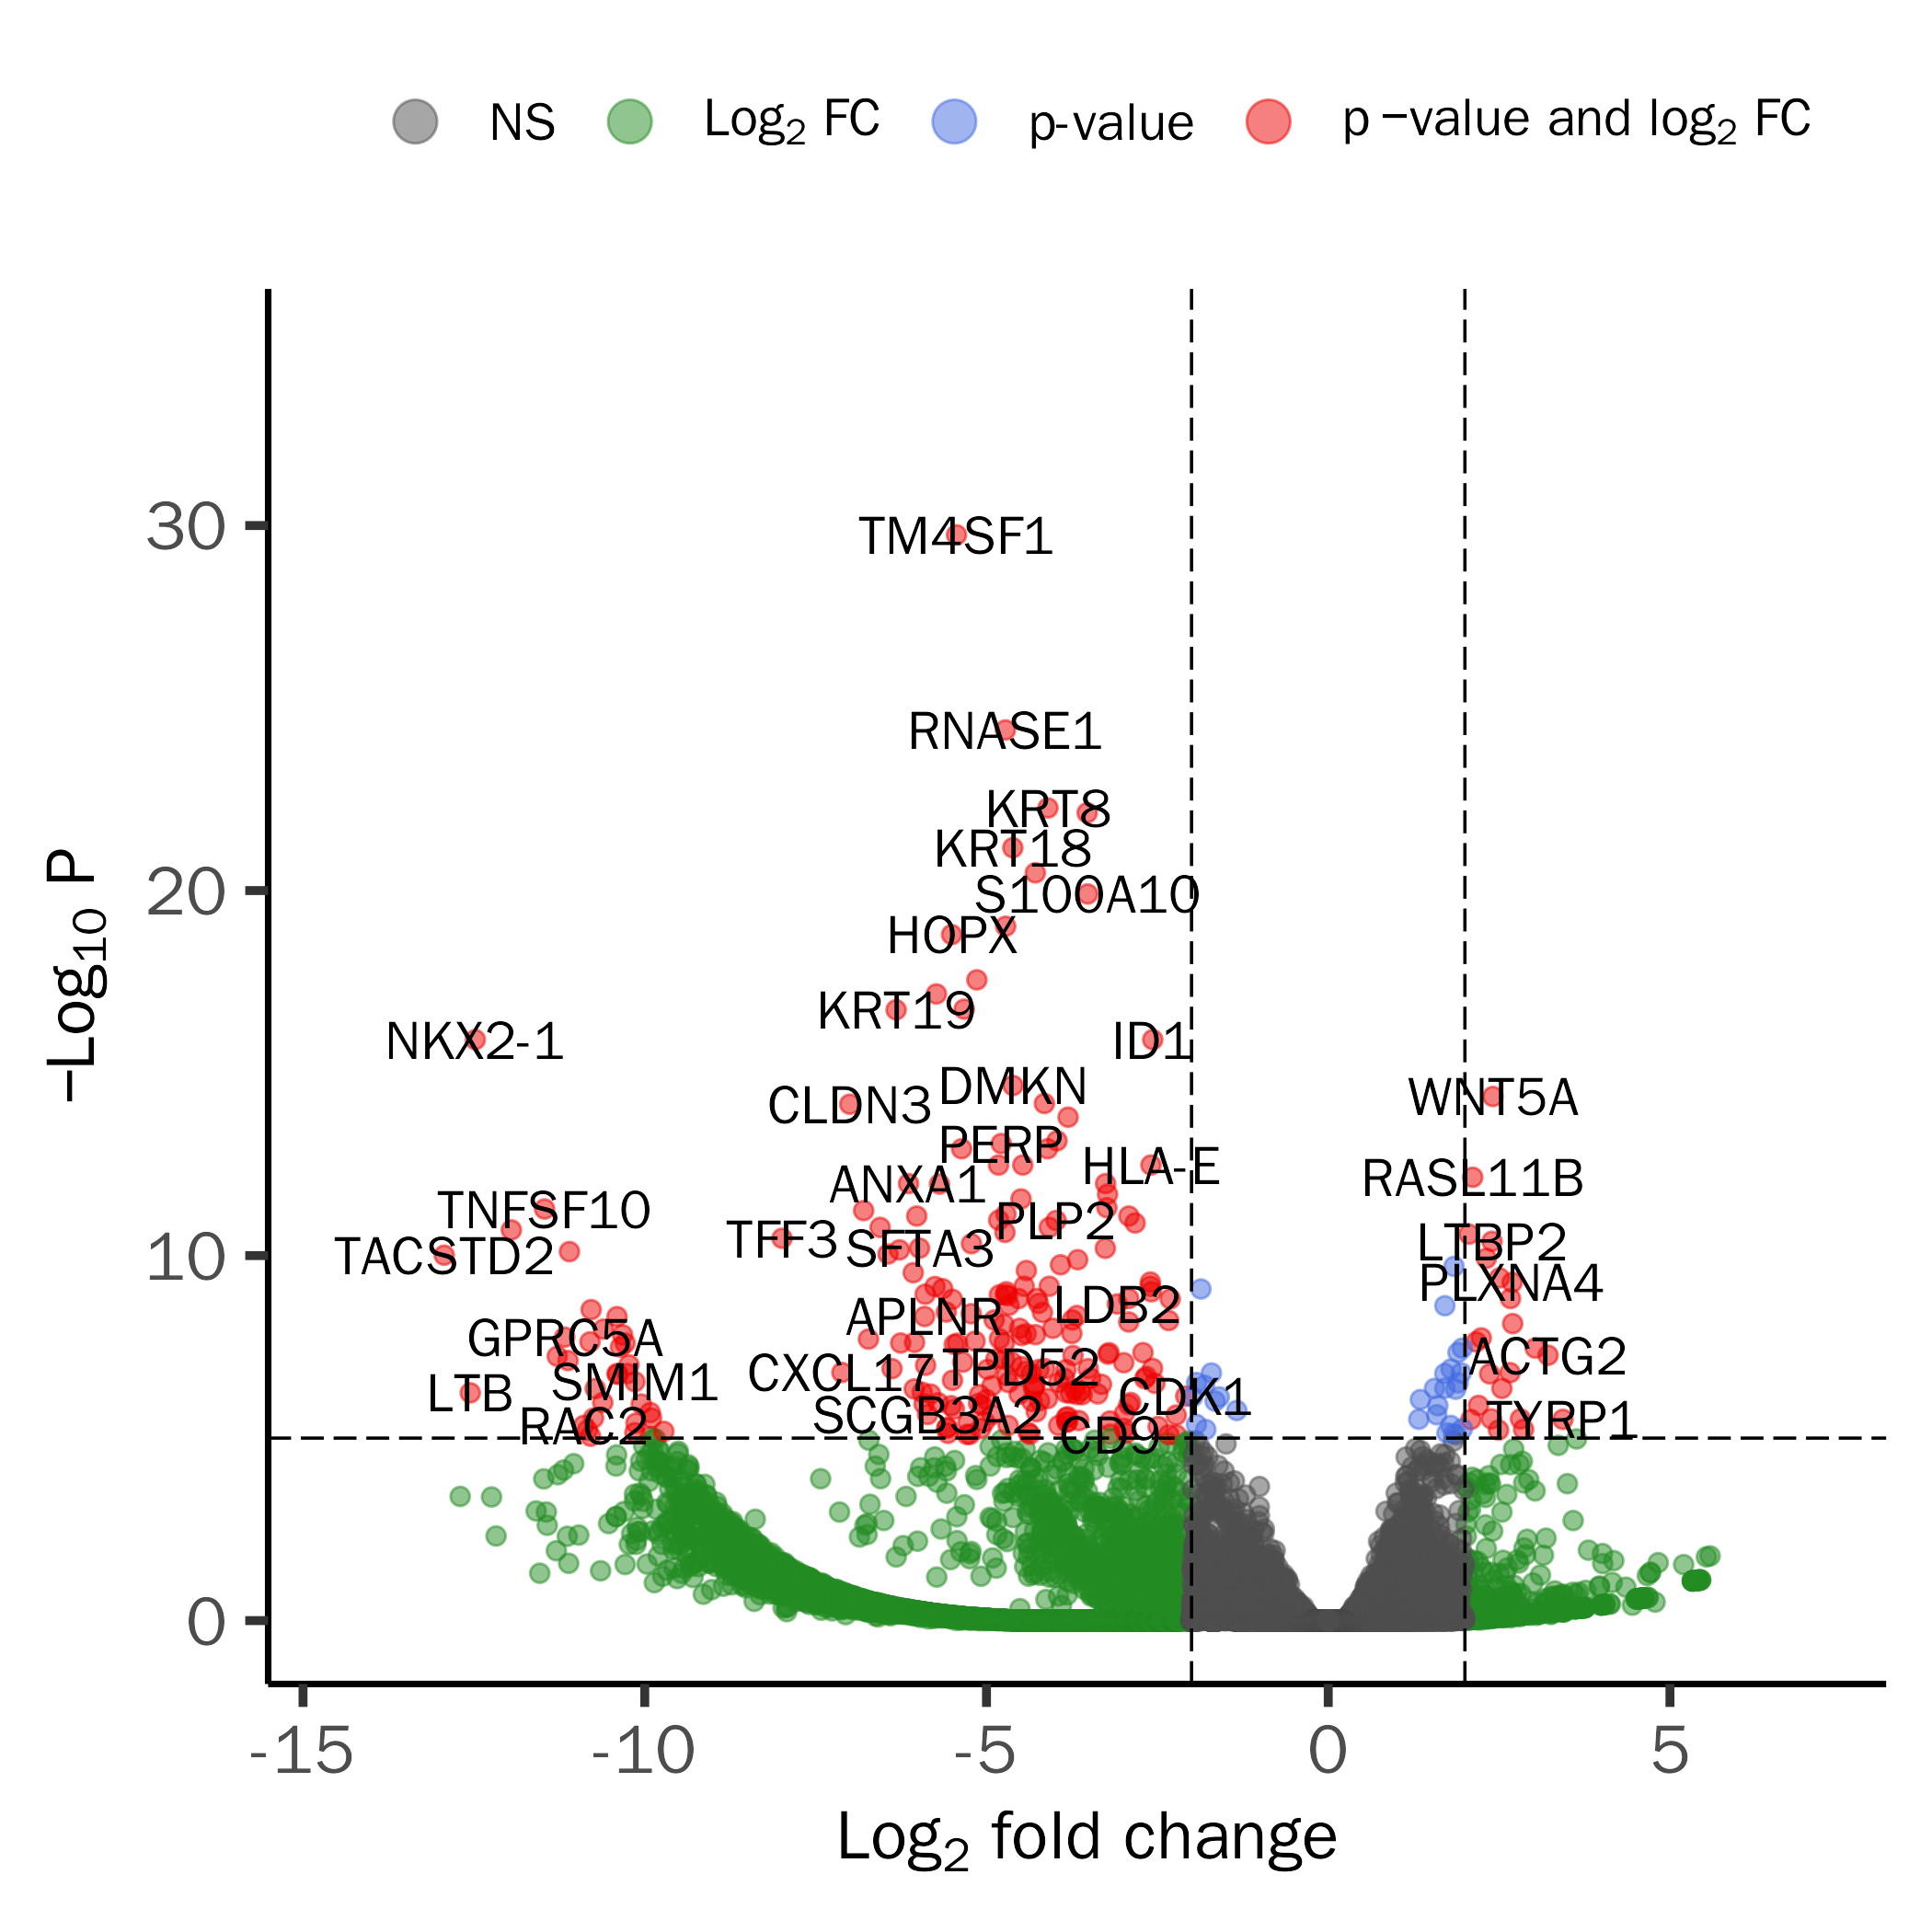 NS Log2 FC p-value p −value and log2 FC
30
TM4SF1
RNASE1
KRT8
KRT18
−Log10 P
20
S100A10
HOPX
KRT19
NKX2-1
ID1
DMKN
WNT5A
CLDN3
PERP
HLA-E
RASL11B
ANXA1
TNFSF10
PLP2
TFF3
LTBP2
SFTA3
10
TACSTD2
PLXNA4
LDB2
APLNR
GPRC5A
ACTG2
TPD52
CXCL17
SMIM1
LTB
CDK1
SCGB3A2
TYRP1
RAC2
CD9
0
-15 -10 -5 0 5
Log2 fold change